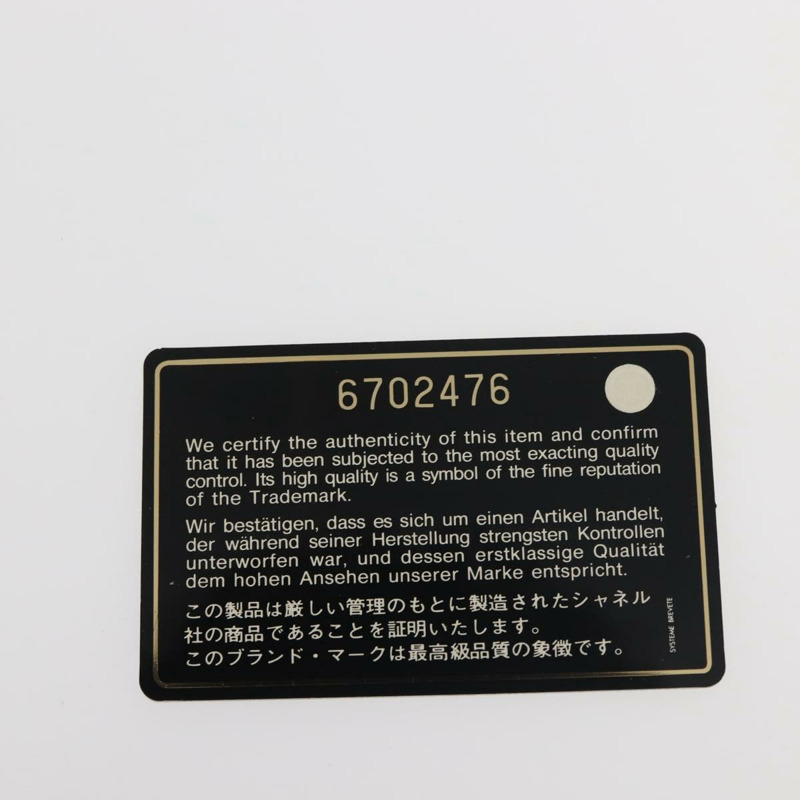 6702476
We certify the authenticity of this item and confirm
that it has been subjected to the most exacting quality
control. Its high quality is a symbol of the fine reputation
of the Trademark.
Wir bestätigen, dass es sich um einen Artikel handelt,
der während seiner Herstellung strengsten Kontrollen
unterworfen war, und dessen erstklassige Qualität
dem hohen Ansehen unserer Marke entspricht.
この製品は厳しい管理のもとに製造されたシャネル
社の商品であることを証明いたします。
このブランド・マークは最高級品質の象徴です。
SYSTEME BREVETE